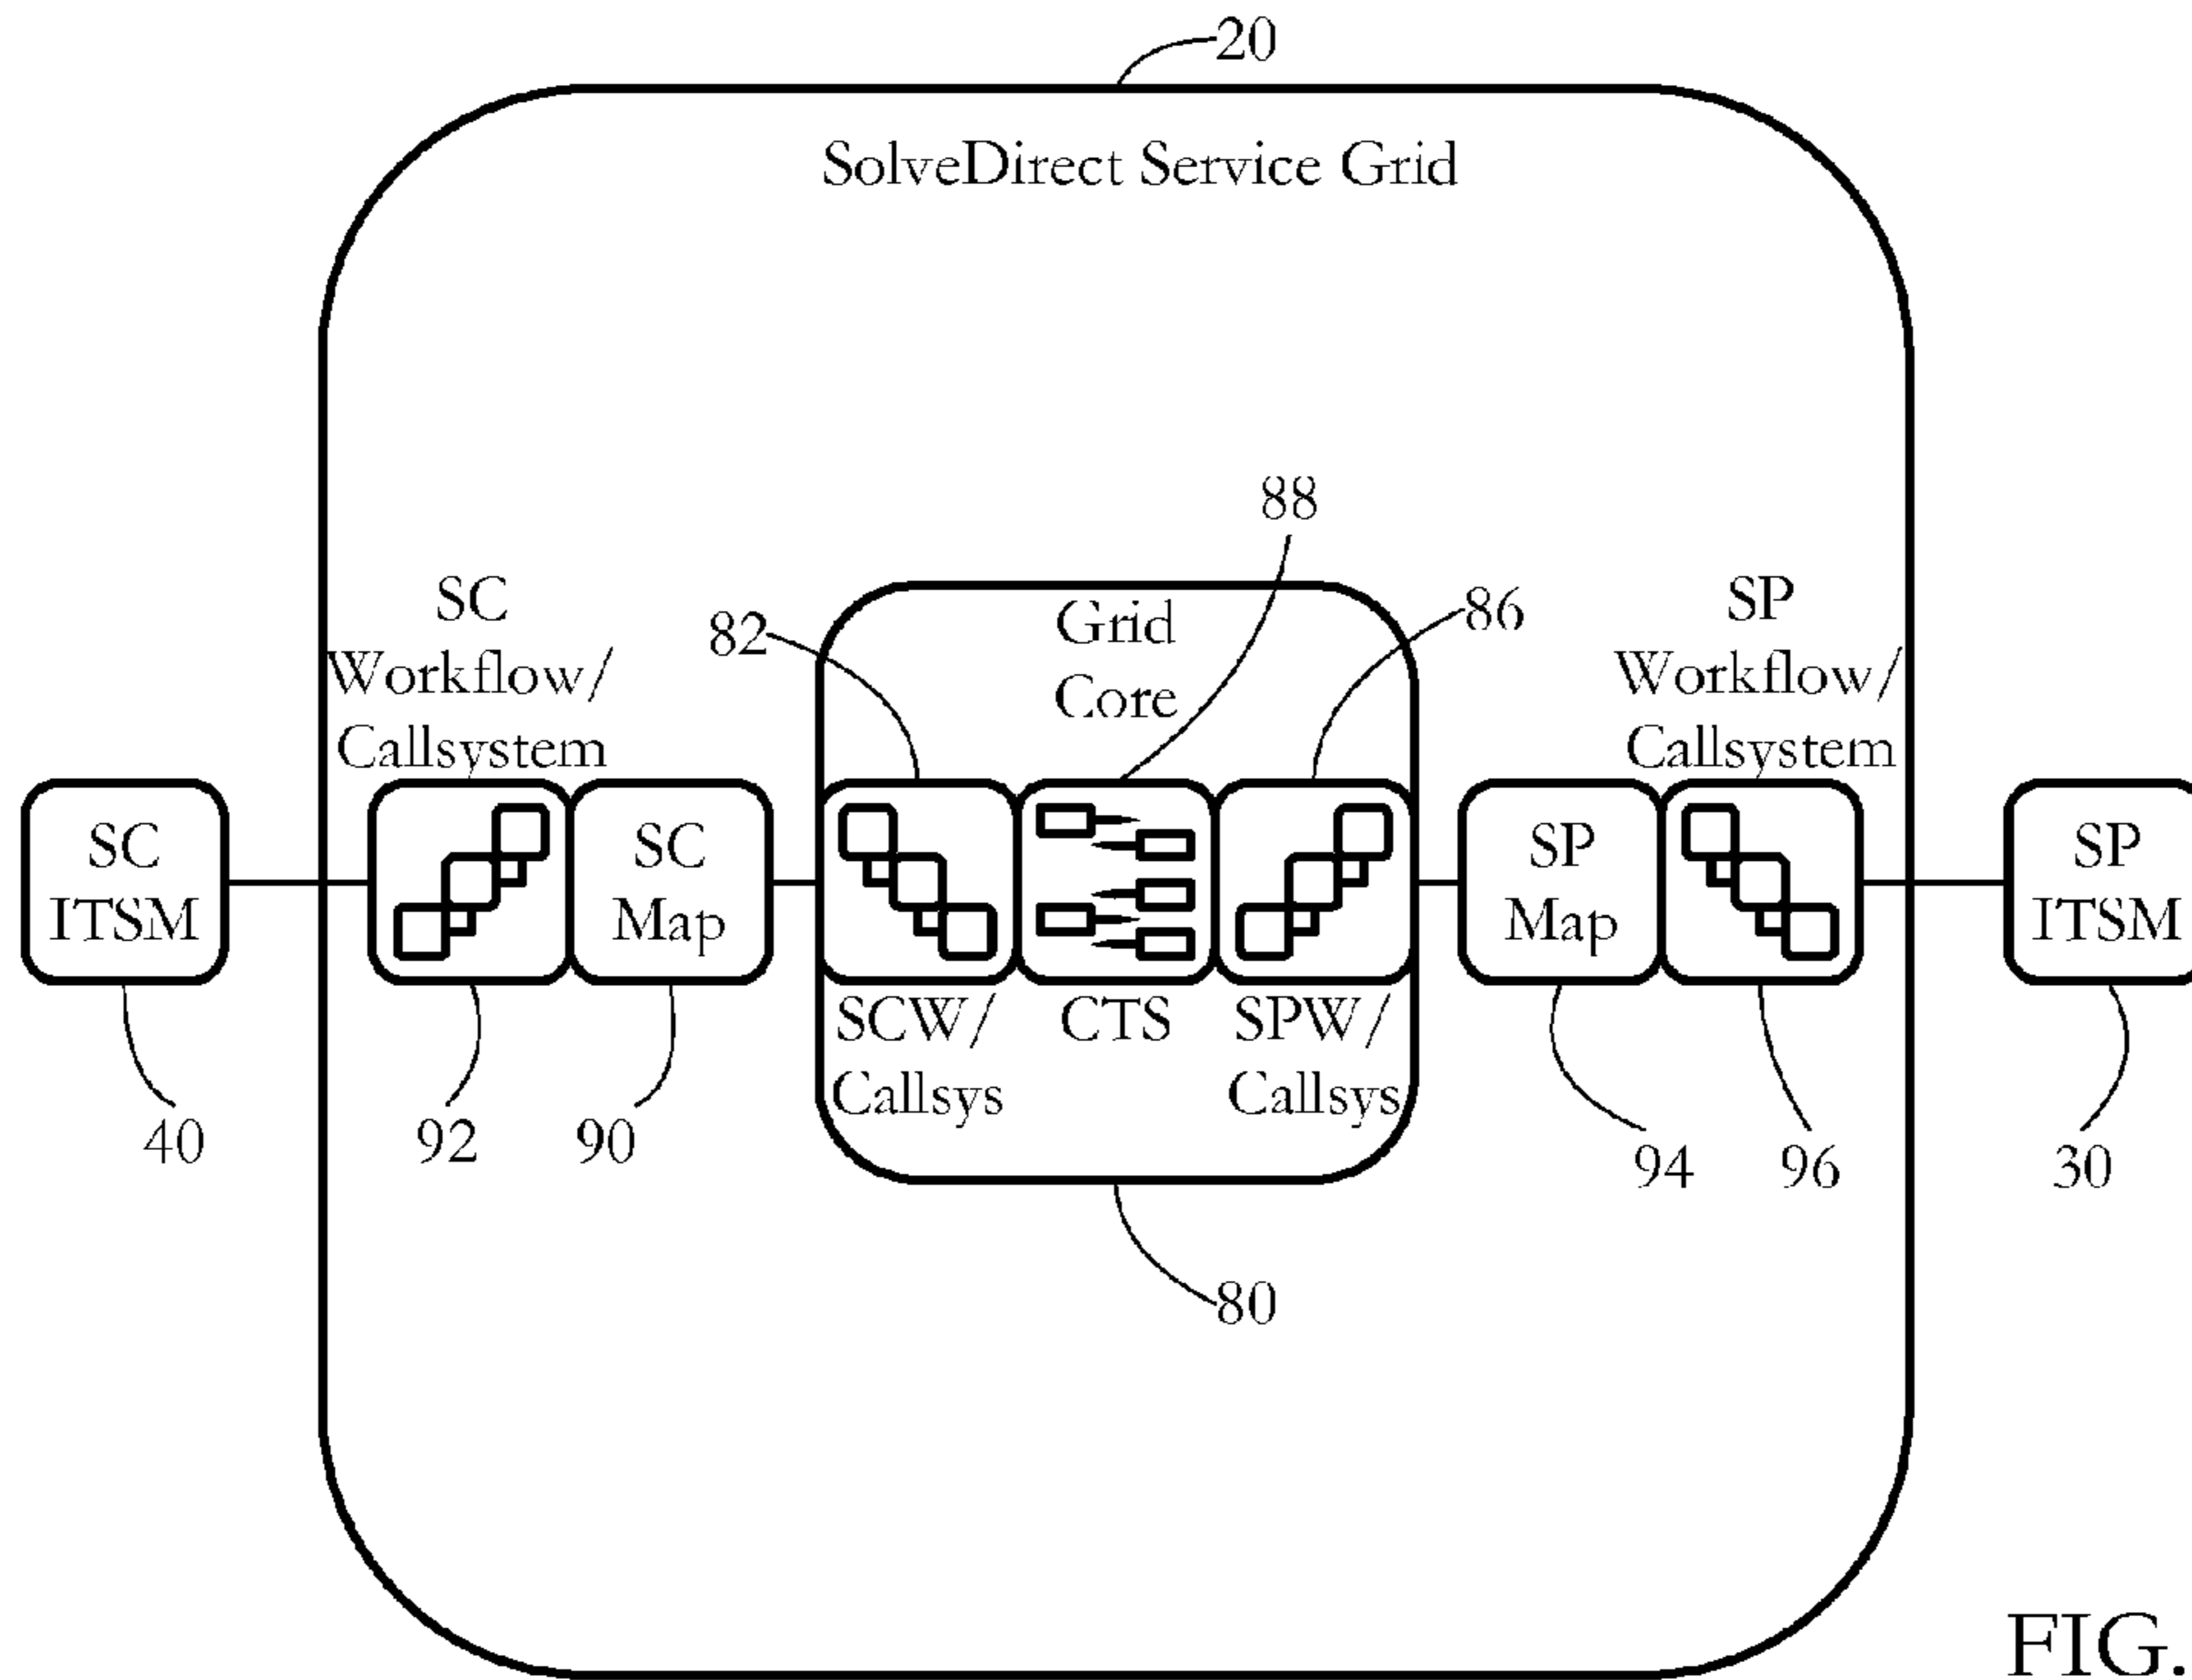 20
SolveDirect Service Grid
88
SC
Workflow/
Callsystem
82
Grid
Core
86
SP
Workflow/
Callsystem
SC
ITSM
SC
Map
SP
Map
SP
ITSM
SCW/
Callsys
CTS
SPW/
Callsys
40
92
90
94
96
30
80
FIG.